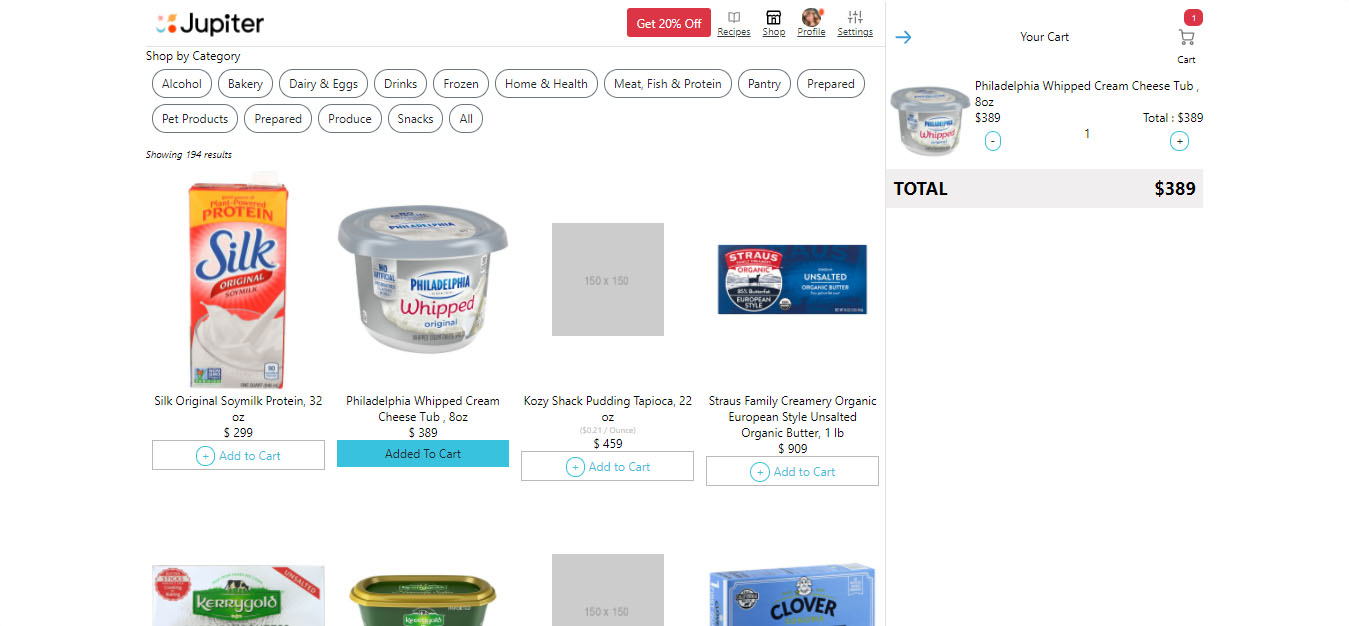 Jupiter
Get 20% Off
Recipes
Shop
Profile
Settings
Shop by Category
Alcohol
Bakery
Dairy & Eggs
Drinks
Frozen
Home & Health
Meat, Fish & Protein
Pantry
Prepared
Pet Products
Prepared
Produce
Snacks
All
Showing 194 results
Plant-Powered
PROTEIN
Silk
ORIGINAL
SOYMILK
Silk Original Soymilk Protein, 32
oz
$ 299
+ Add to Cart
PHILADELPHIA
Whipped
original
Philadelphia Whipped Cream
Cheese Tub , 8oz
$ 389
Added To Cart
150 x 150
Kozy Shack Pudding Tapioca, 22
oz
($0.21 / Ounce)
$ 459
+ Add to Cart
STRAUS
ORGANIC
EUROPEAN
STYLE
UNSALTED
ORGANIC BUTTER
Straus Family Creamery Organic
European Style Unsalted
Organic Butter, 1 lb
$ 909
+ Add to Cart
UNSALTED
KERRYGOLD
Kerrygold
150 x 150
CLOVER
1
Your Cart
Cart
Philadelphia Whipped Cream Cheese Tub ,
8oz
$389
Total : $389
-
1
+
TOTAL
$389